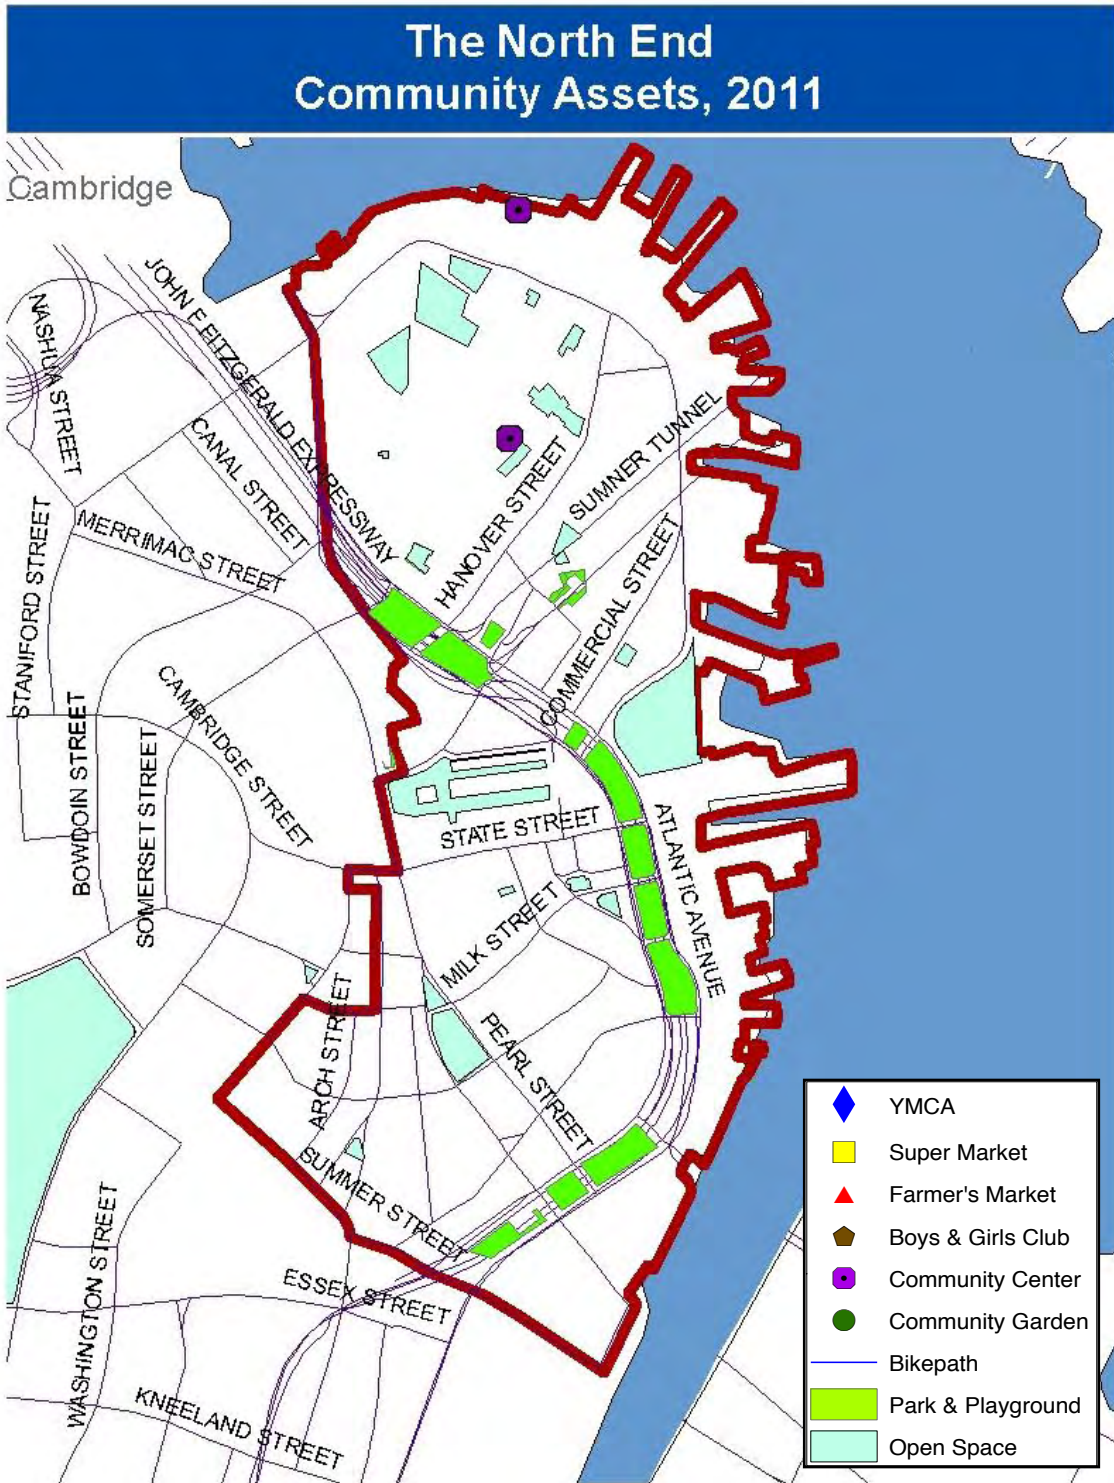 The North End
Community Assets, 2011
Cambridge
JOHN F FITZGERALD EXPRESSWAY
NASHUA STREET
CANAL STREET
MERRIMAC STREET
STANIFORD STREET
HANOVER STREET
SUMNER TUNNEL
COMMERCIAL STREET
CAMBRIDGE STREET
BOWDOIN STREET
SOMERSET STREET
STATE STREET
ATLANTIC AVENUE
MILK STREET
PEARL STREET
ARCH STREET
SUMMER STREET
ESSEX STREET
WASHINGTON STREET
KNEELAND STREET
YMCA
Super Market
Farmer's Market
Boys & Girls Club
Community Center
Community Garden
Bikepath
Park & Playground
Open Space